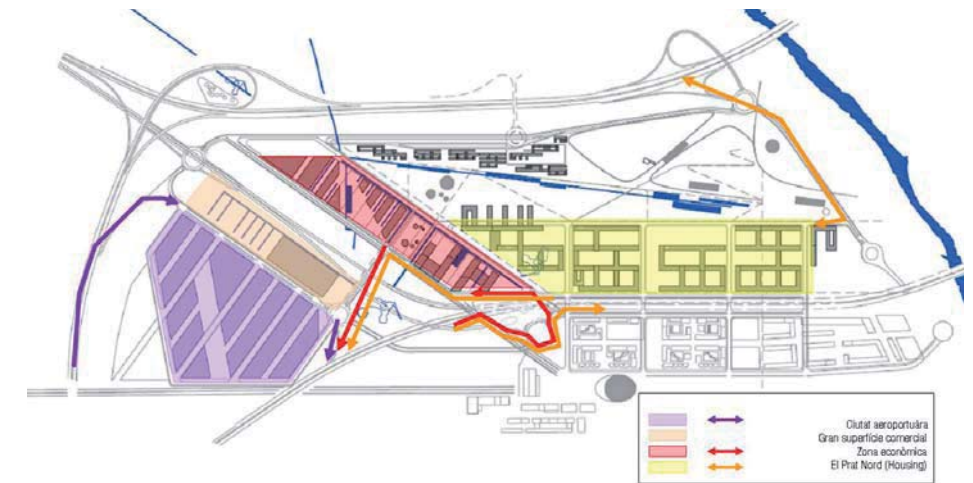 Ciutat aeroportuària
Gran superfície comercial
Zona econòmica
El Prat Nord (Housing)